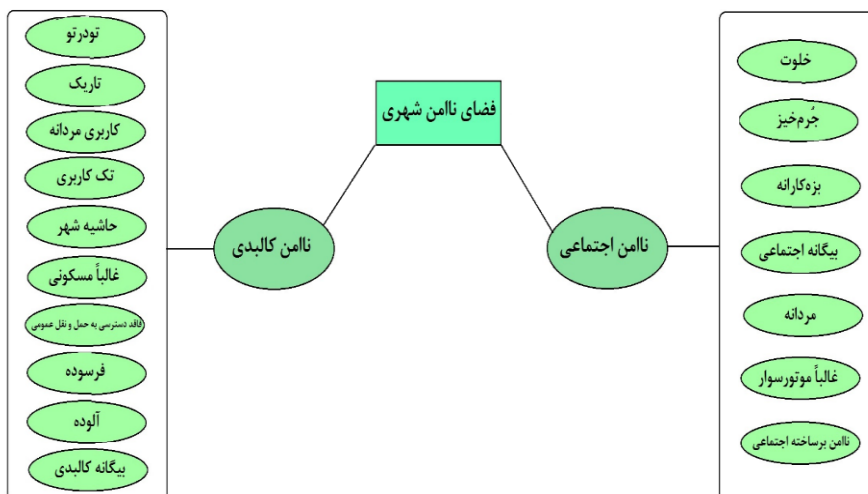 فضای ناامن شهری
ناامن اجتماعی
خلوت
جُرم‌خیز
بزه‌کارانه
بیگانه اجتماعی
مردانه
غالباً موتورسوار
ناامن برساخته اجتماعی
ناامن کالبدی
تودرتو
تاریک
کاربری مردانه
تک کاربری
حاشیه شهر
غالباً مسکونی
فاقد دسترسی به حمل و نقل عمومی
فرسوده
آلوده
بیگانه کالبدی